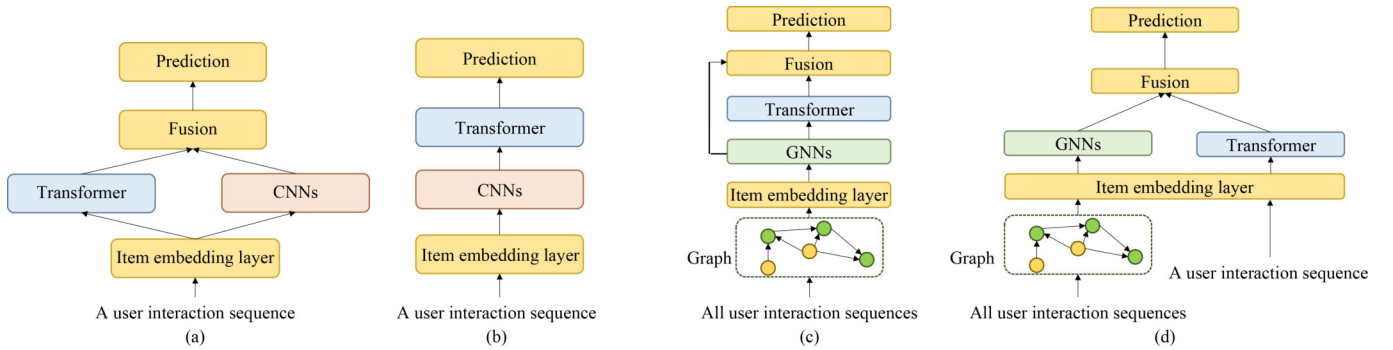 Prediction
Fusion
Transformer
CNNs
Item embedding layer
A user interaction sequence
(a)
Prediction
Transformer
CNNs
Item embedding layer
A user interaction sequence
(b)
Prediction
Fusion
Transformer
GNNs
Item embedding layer
Graph
All user interaction sequences
(c)
Prediction
Fusion
GNNs
Transformer
Item embedding layer
Graph
A user interaction sequence
All user interaction sequences
(d)